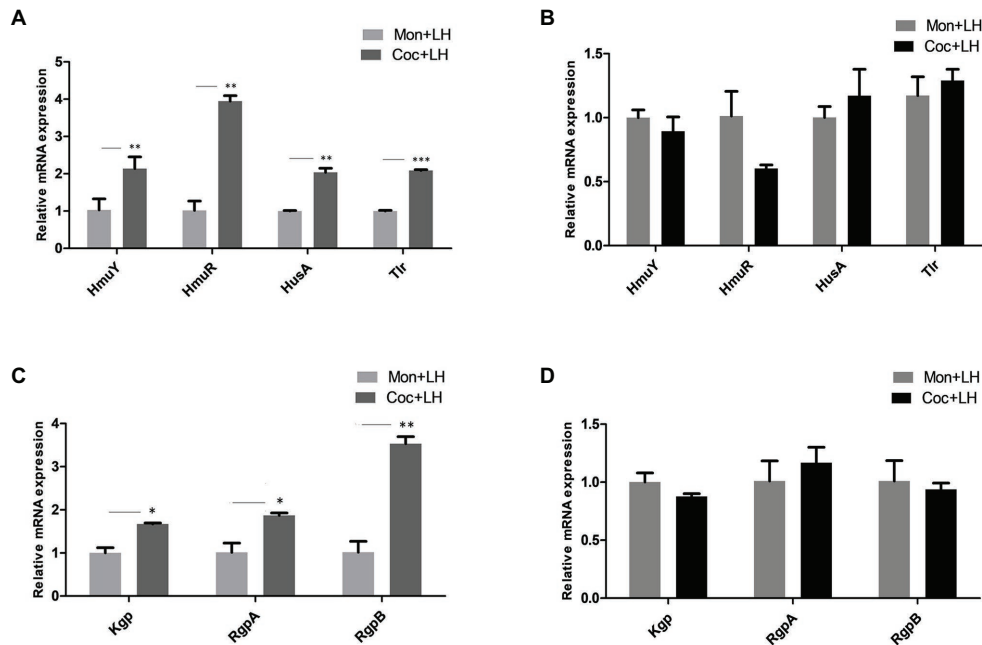 A
Mon+LH
Coc+LH
Relative mRNA expression
5
4
3
2
1
0
**
**
**
***
HmuY
HmuR
HusA
Tlr
B
Mon+LH
Coc+LH
Relative mRNA expression
1.5
1.0
0.5
0.0
HmuY
HmuR
HusA
Tlr
C
Mon+LH
Coc+LH
Relative mRNA expression
4
3
2
1
0
*
*
**
Kgp
RgpA
RgpB
D
Mon+LH
Coc+LH
Relative mRNA expression
1.5
1.0
0.5
0.0
Kgp
RgpA
RgpB